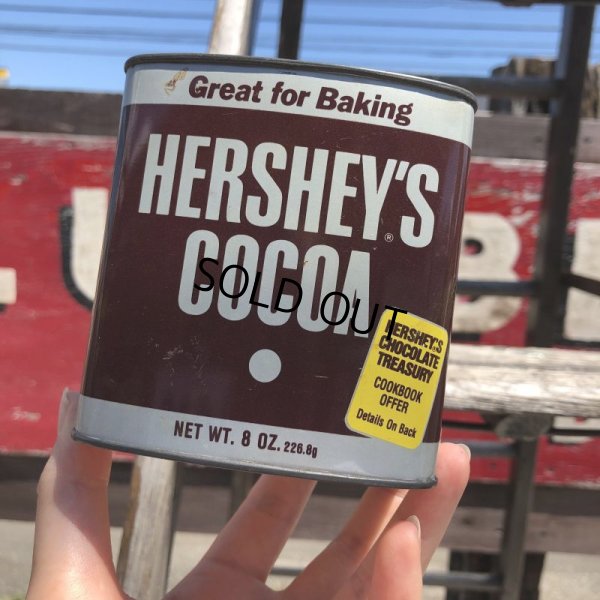 Great for Baking
HERSHEY'S®
COCOA
SOLD OUT
HERSHEY'S
CHOCOLATE
TREASURY
COOKBOOK
OFFER
Details On Back
NET WT. 8 OZ. 226.8g